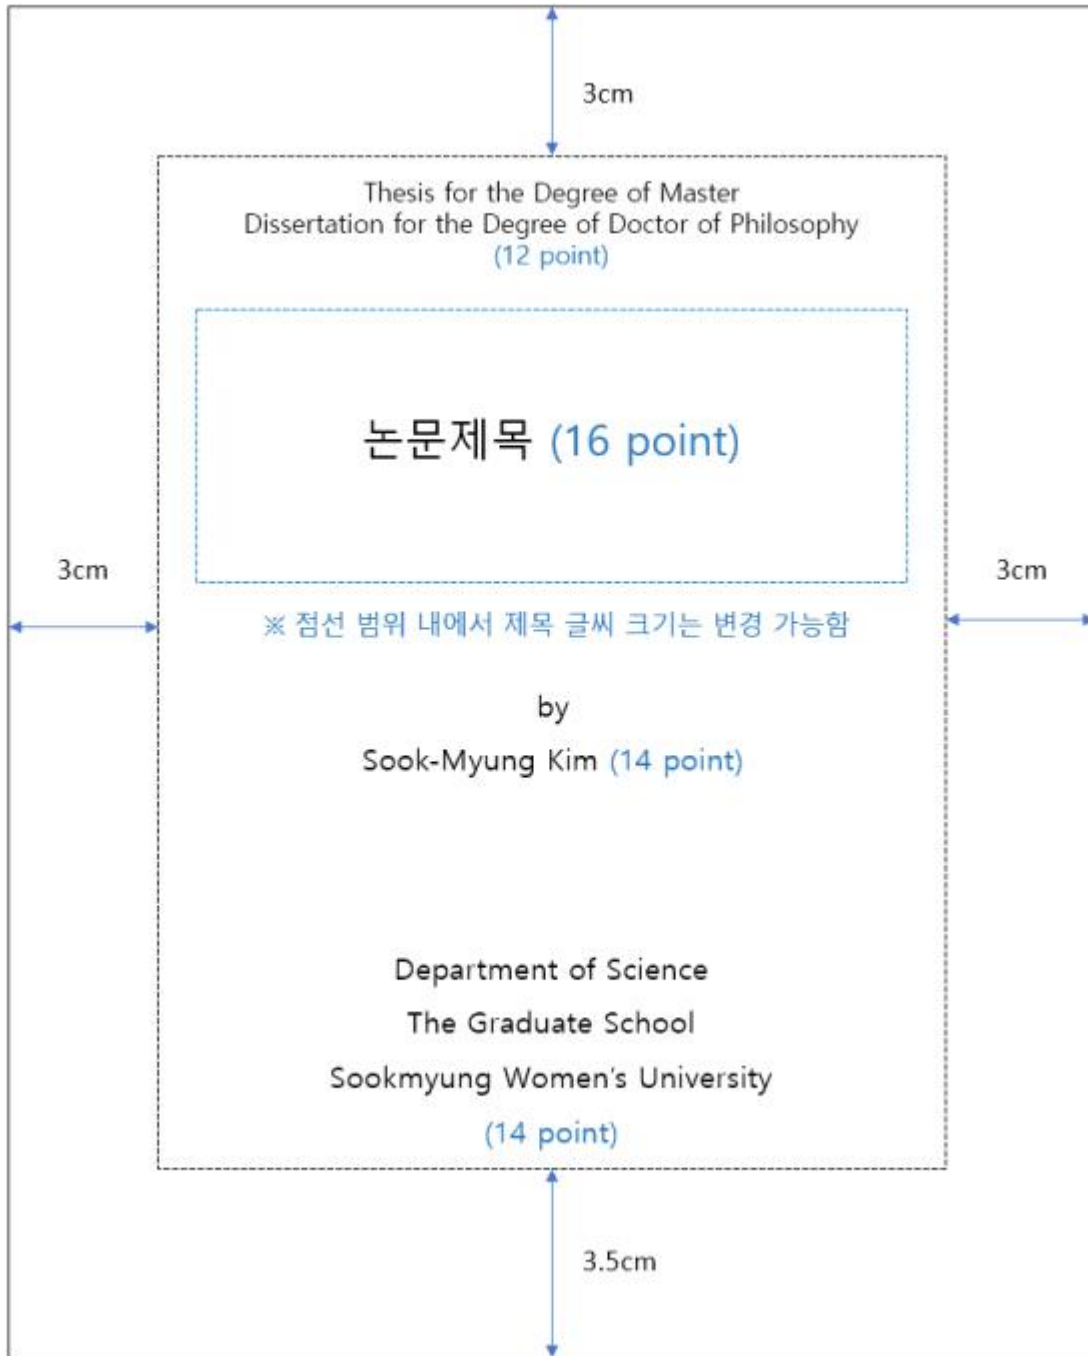 3cm
Thesis for the Degree of Master
Dissertation for the Degree of Doctor of Philosophy
(12 point)
논문제목 (16 point)
3cm
3cm
※ 점선 범위 내에서 제목 글씨 크기는 변경 가능함
by
Sook-Myung Kim (14 point)
Department of Science
The Graduate School
Sookmyung Women's University
(14 point)
3.5cm